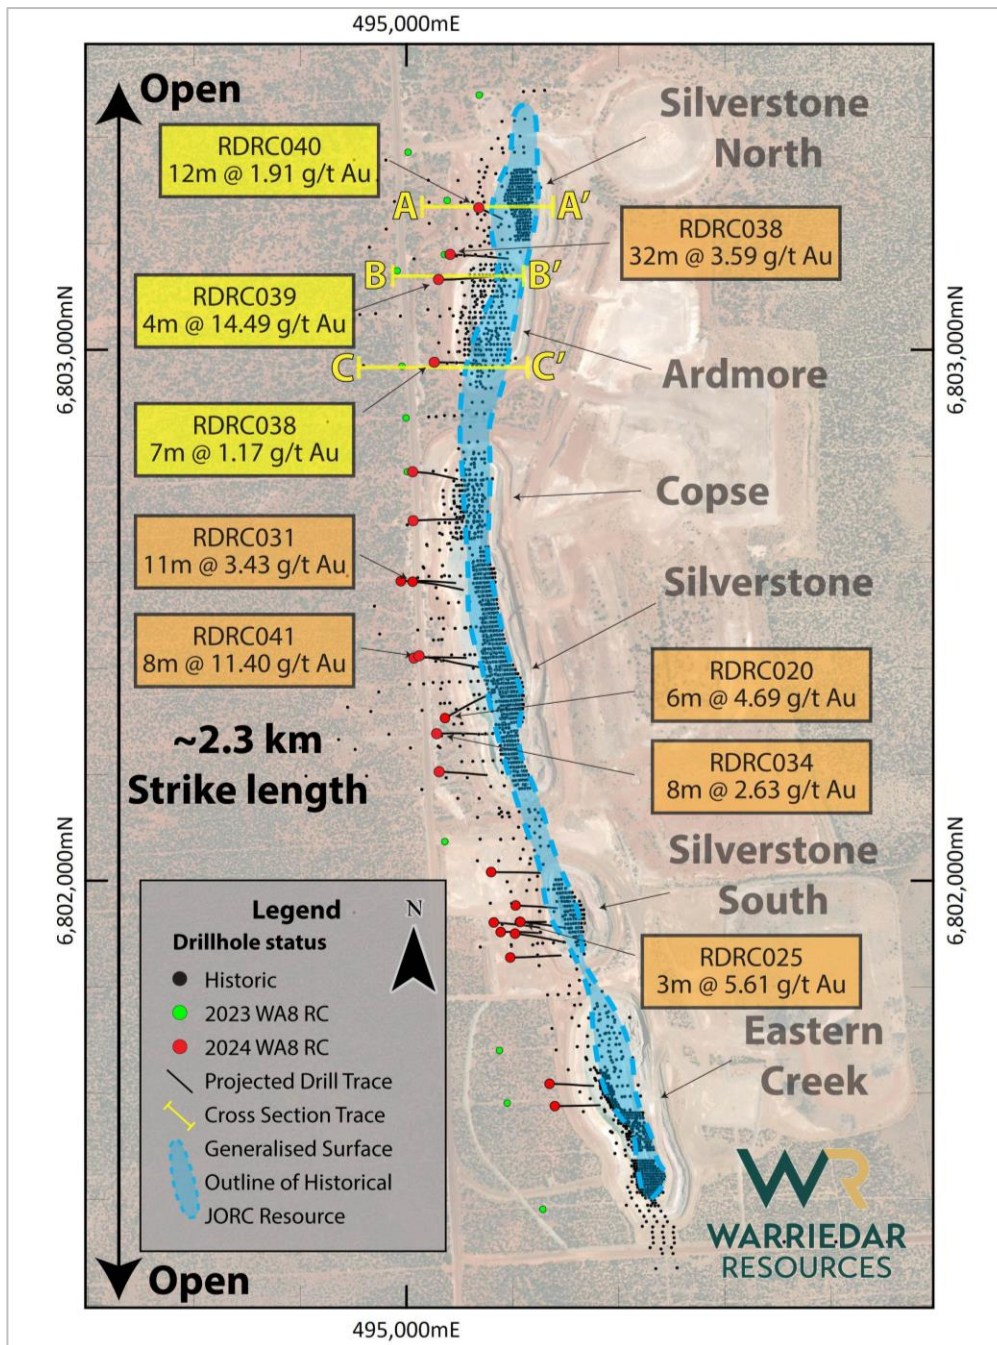 495,000mE
Open
Silverstone
North
RDRC040
12m @ 1.91 g/t Au
A
A'
RDRC038
32m @ 3.59 g/t Au
B
B'
RDRC039
4m @ 14.49 g/t Au
6,803,000mN
6,803,000mN
C
C'
Ardmore
RDRC038
7m @ 1.17 g/t Au
Copse
RDRC031
11m @ 3.43 g/t Au
Silverstone
RDRC041
8m @ 11.40 g/t Au
RDRC020
6m @ 4.69 g/t Au
~2.3 km
Strike length
RDRC034
8m @ 2.63 g/t Au
6,802,000mN
6,802,000mN
Silverstone
South
RDRC025
3m @ 5.61 g/t Au
Eastern
Creek
Legend
N
Drillhole status
Historic
2023 WA8 RC
2024 WA8 RC
Projected Drill Trace
Cross Section Trace
Generalised Surface
Outline of Historical
JORC Resource
WR
WARRIEDAR
RESOURCES
Open
495,000mE